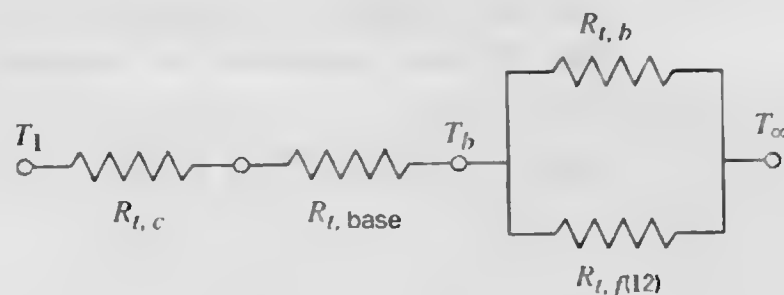 R_{t, b}
T_1
T_b
T_∞
R_{t, c}
R_{t, base}
R_{t, f(12)}